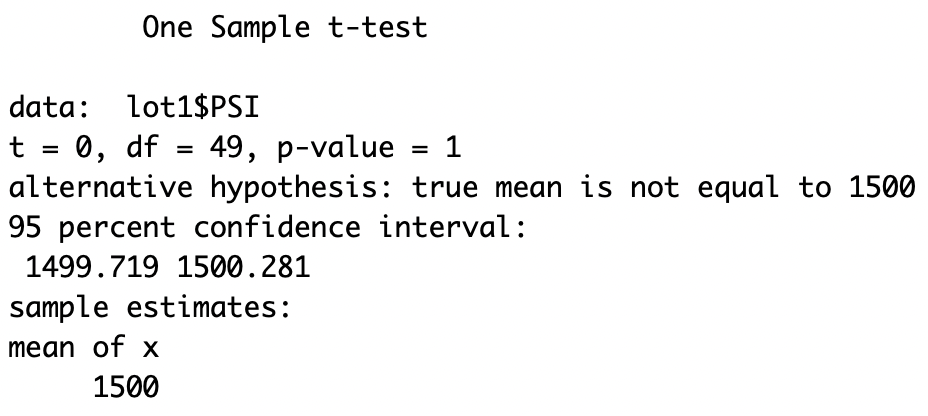 One Sample t-test
data:  lot1$PSI
t = 0, df = 49, p-value = 1
alternative hypothesis: true mean is not equal to 1500
95 percent confidence interval:
 1499.719 1500.281
sample estimates:
mean of x
     1500